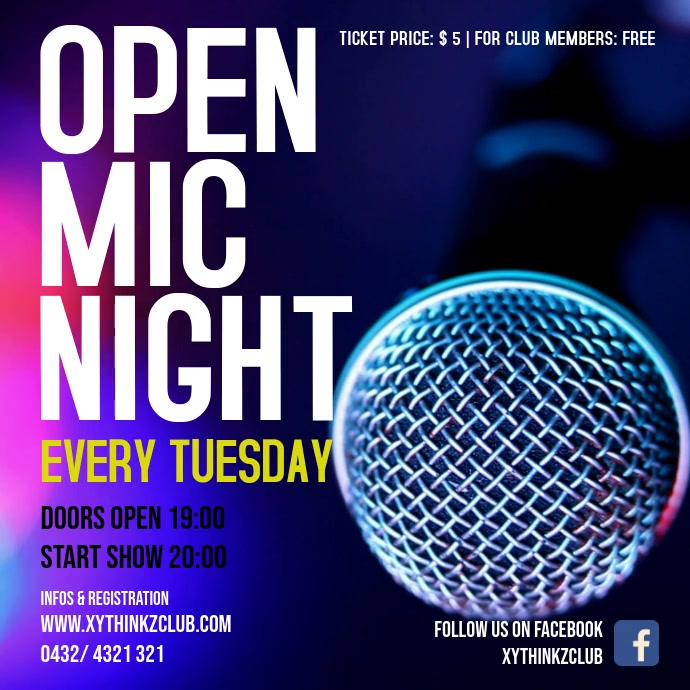 OPEN
MIC
NIGHT
TICKET PRICE: $ 5 | FOR CLUB MEMBERS: FREE
EVERY TUESDAY
DOORS OPEN 19:00
START SHOW 20:00
INFOS & REGISTRATION
WWW.XYTHINKZCLUB.COM
0432/ 4321 321
FOLLOW US ON FACEBOOK
XYTHINKZCLUB
f